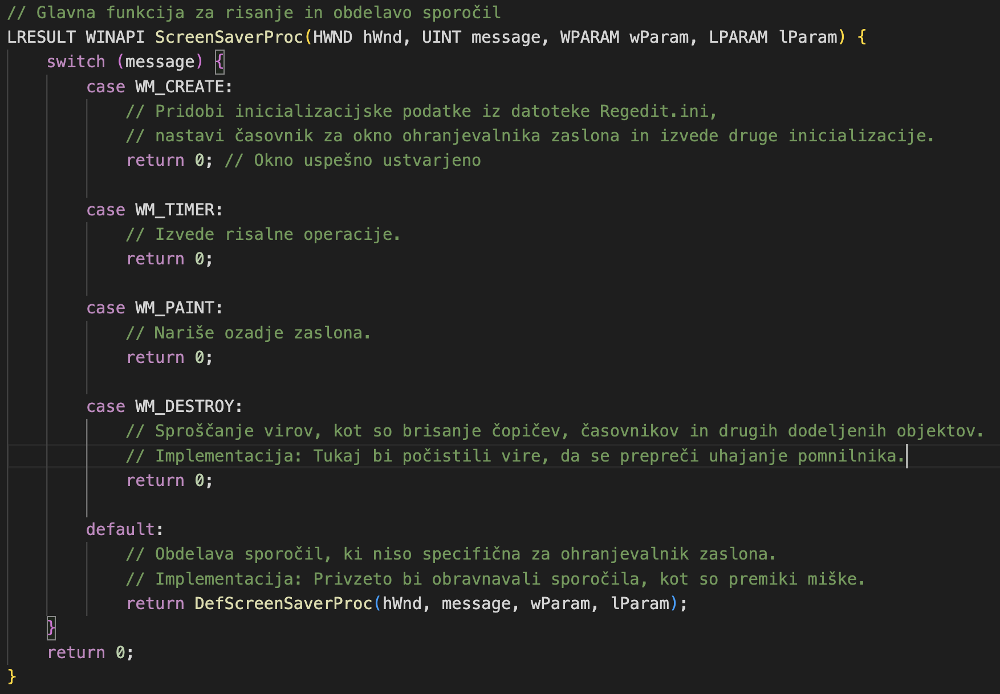 // Glavna funkcija za risanje in obdelavo sporočil
LRESULT WINAPI ScreenSaverProc(HWND hWnd, UINT message, WPARAM wParam, LPARAM lParam) {
    switch (message) {
        case WM_CREATE:
            // Pridobi inicializacijske podatke iz datoteke Regedit.ini,
            // nastavi časovnik za okno ohranjevalnika zaslona in izvede druge inicializacije.
            return 0; // Okno uspešno ustvarjeno

        case WM_TIMER:
            // Izvede risalne operacije.
            return 0;

        case WM_PAINT:
            // Nariše ozadje zaslona.
            return 0;

        case WM_DESTROY:
            // Sproščanje virov, kot so brisanje čopičev, časovnikov in drugih dodeljenih objektov.
            // Implementacija: Tukaj bi počistili vire, da se prepreči uhajanje pomnilnika.
            return 0;

        default:
            // Obdelava sporočil, ki niso specifična za ohranjevalnik zaslona.
            // Implementacija: Privzeto bi obravnavali sporočila, kot so premiki miške.
            return DefScreenSaverProc(hWnd, message, wParam, lParam);
    }
    return 0;
}